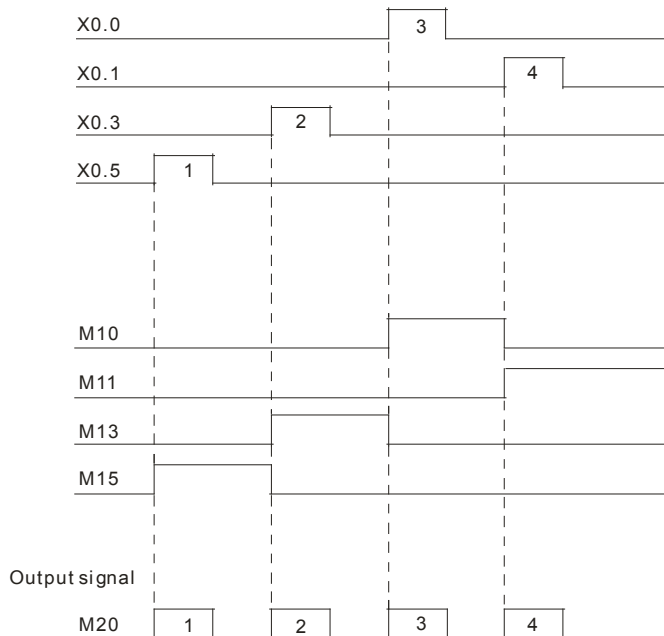 X0.0 3
X0.1 4
X0.3 2
X0.5 1
M10
M11
M13
M15
Output signal
M20 1 2 3 4